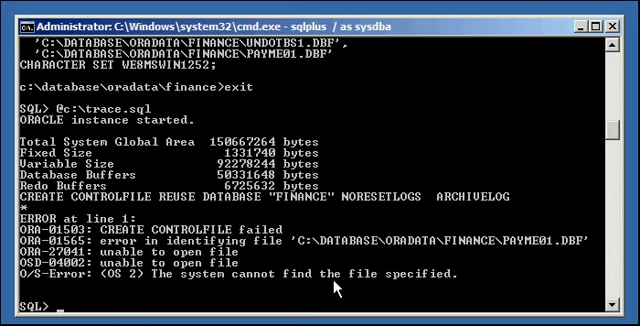 Administrator: C:\Windows\system32\cmd.exe - sqlplus / as sysdba
'C:\DATABASE\ORADATA\FINANCE\UNDOTBS1.DBF',
'C:\DATABASE\ORADATA\FINANCE\PAYME01.DBF'
CHARACTER SET WE8MSWIN1252;
c:\database\oradata\finance>exit
SQL> @c:\trace.sql
ORACLE instance started.
Total System Global Area 150667264 bytes
Fixed Size 1331740 bytes
Variable Size 92278244 bytes
Database Buffers 50331648 bytes
Redo Buffers 6725632 bytes
CREATE CONTROLFILE REUSE DATABASE "FINANCE" NORESETLOGS ARCHIVELOG
*
ERROR at line 1:
ORA-01503: CREATE CONTROLFILE failed
ORA-01565: error in identifying file 'C:\DATABASE\ORADATA\FINANCE\PAYME01.DBF'
ORA-27041: unable to open file
OSD-04002: unable to open file
O/S-Error: (OS 2) The system cannot find the file specified.
SQL> _